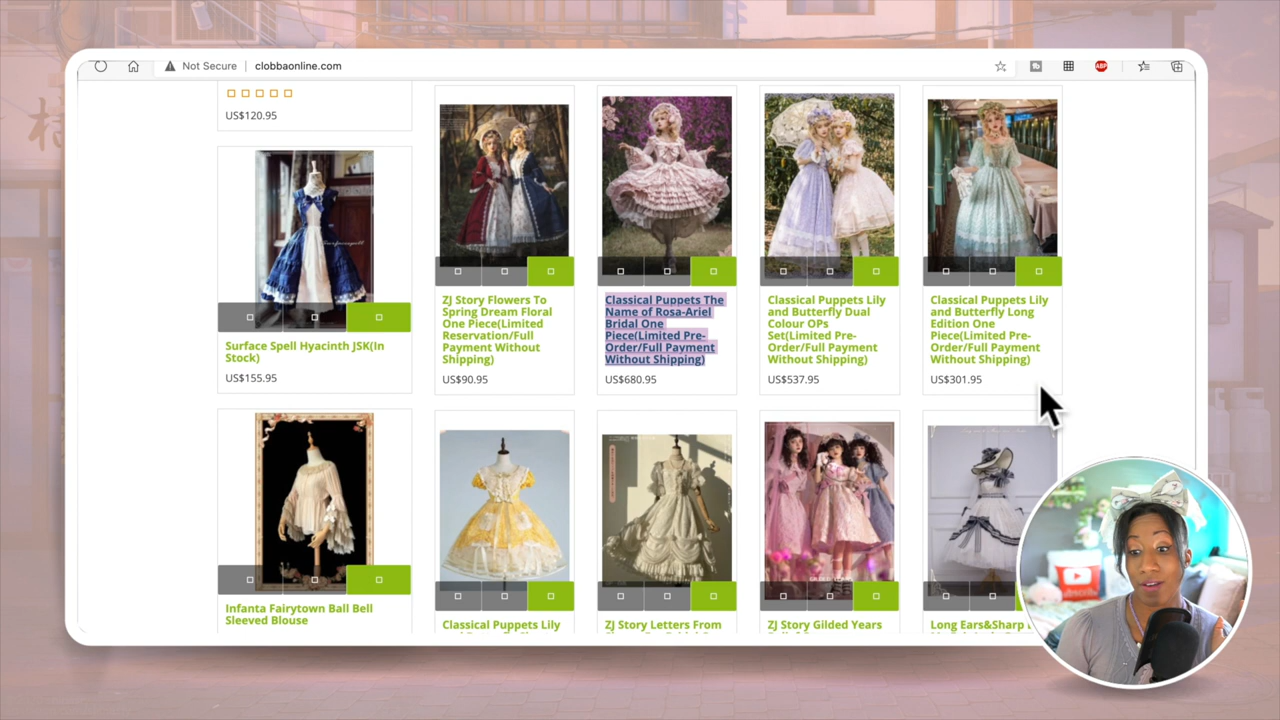 Not Secure | clobbaonline.com
ABP
US$120.95
Surface Spell Hyacinth JSK(In
Stock)
US$155.95
Infanta Fairytown Ball Bell
Sleeved Blouse
ZJ Story Flowers To
Spring Dream Floral
One Piece(Limited
Reservation/Full
Payment Without
Shipping)
US$90.95
Classical Puppets The
Name of Rosa-Ariel
Bridal One
Piece(Limited Pre-
Order/Full Payment
Without Shipping)
US$680.95
Classical Puppets Lily
and Butterfly Dual
Colour OPs
Set(Limited Pre-
Order/Full Payment
Without Shipping)
US$537.95
Classical Puppets Lily
and Butterfly Long
Edition One
Piece(Limited Pre-
Order/Full Payment
Without Shipping)
US$301.95
Classical Puppets Lily
ZJ Story Letters From
ZJ Story Gilded Years
Long Ears&Sharp